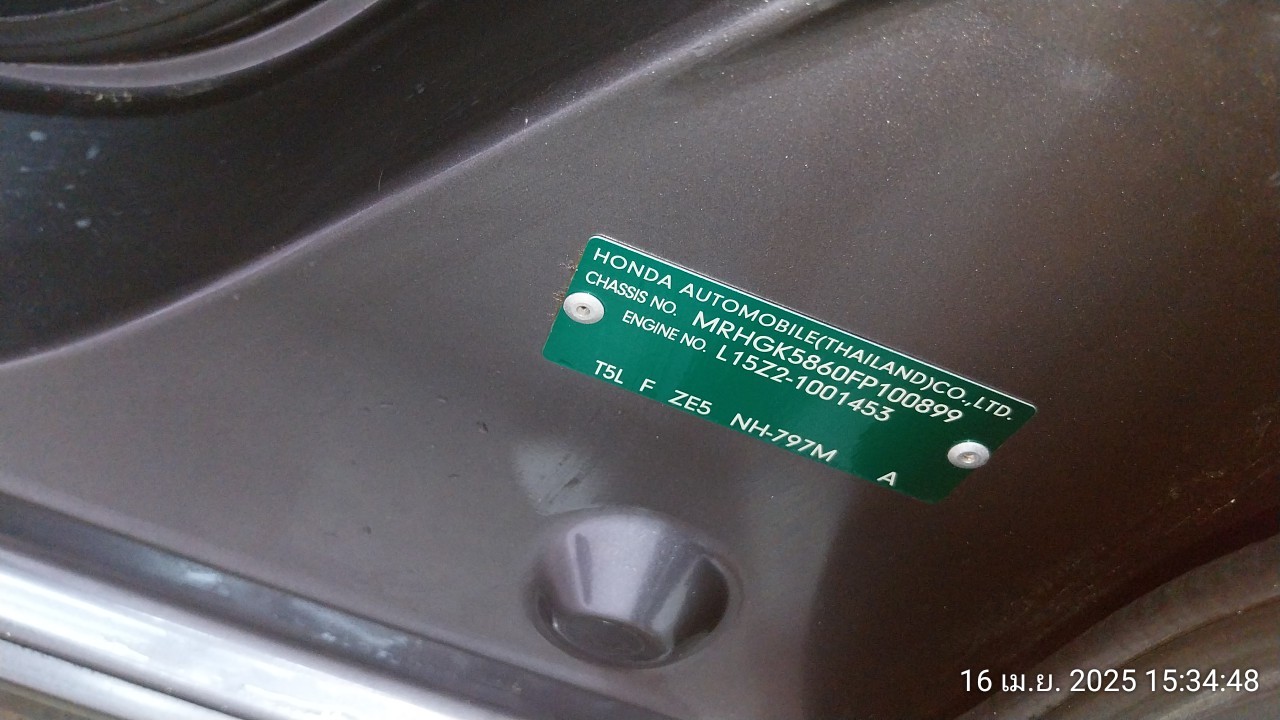 HONDA AUTOMOBILE(THAILAND)CO.,LTD.
CHASSIS NO. MRHGK5860FP100899
ENGINE NO. L15Z2-1001453
T5L F ZE5 NH-797M A
16 เม.ย. 2025 15:34:48